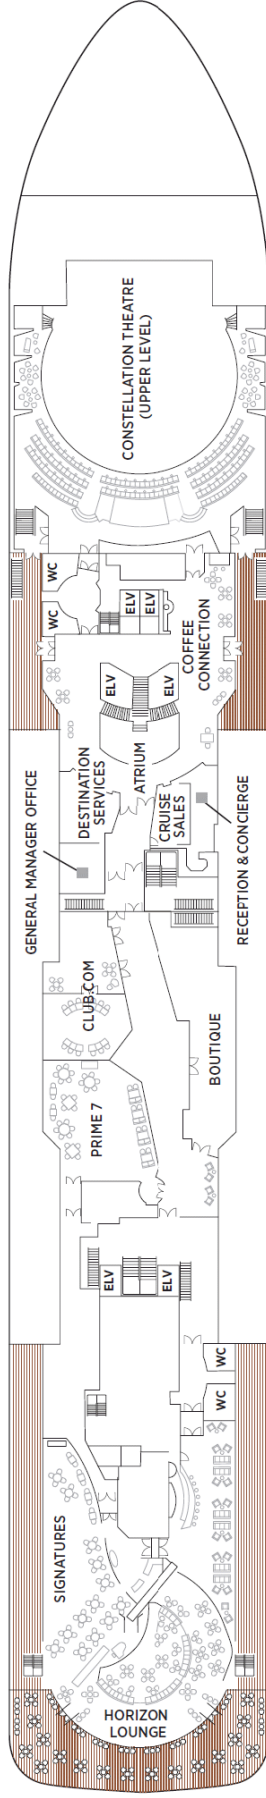 CONSTELLATION THEATRE
(UPPER LEVEL)
WC
WC
ELV
ELV
COFFEE
CONNECTION
ELV
ELV
ATRIUM
DESTINATION
SERVICES
GENERAL MANAGER OFFICE
CRUISE
SALES
RECEPTION & CONCIERGE
CLUB.COM
BOUTIQUE
PRIME 7
ELV
ELV
WC
WC
SIGNATURES
HORIZON
LOUNGE